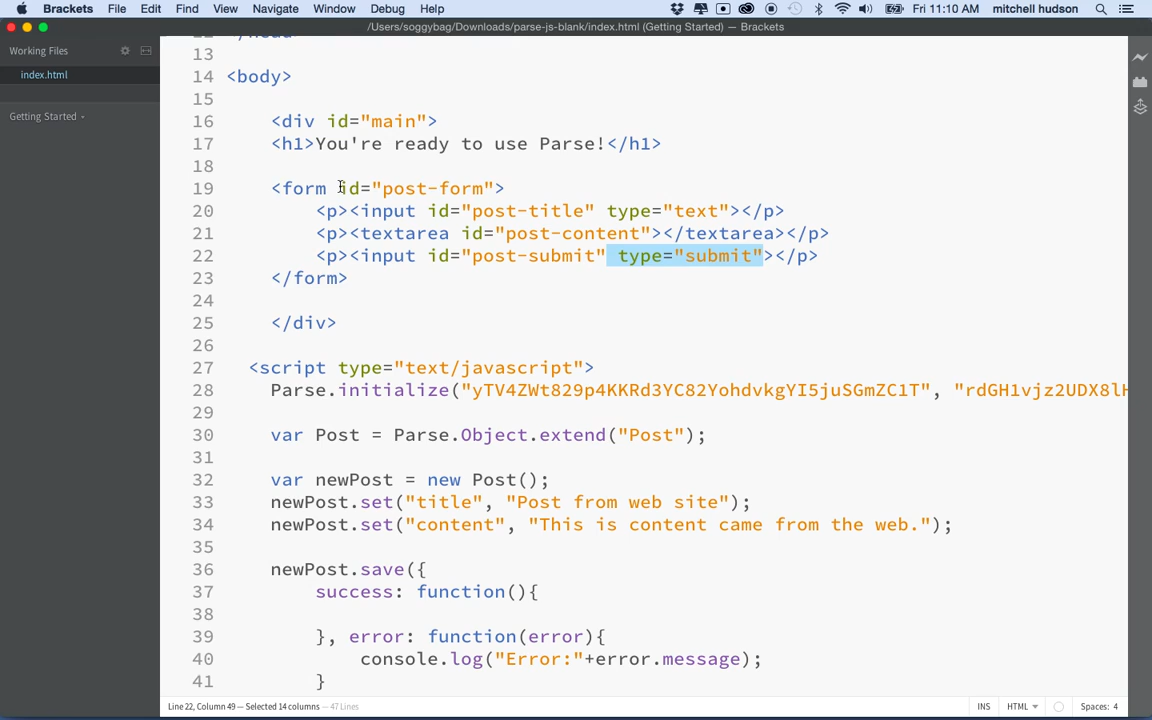 Brackets File Edit Find View Navigate Window Debug Help Fri 11:10 AM mitchell hudson
/Users/soggybag/Downloads/parse-js-blank/index.html (Getting Started) — Brackets
Working Files
index.html
Getting Started
13
14 <body>
15
16 <div id="main">
17 <h1>You're ready to use Parse!</h1>
18
19 <form id="post-form">
20 <p><input id="post-title" type="text"></p>
21 <p><textarea id="post-content"></textarea></p>
22 <p><input id="post-submit" type="submit"></p>
23 </form>
24
25 </div>
26
27 <script type="text/javascript">
28 Parse.initialize("yTV4ZWt829p4KKRd3YC82YohdvkgYI5juSGmZC1T", "rdGH1vjz2UDX8lH
29
30 var Post = Parse.Object.extend("Post");
31
32 var newPost = new Post();
33 newPost.set("title", "Post from web site");
34 newPost.set("content", "This is content came from the web.");
35
36 newPost.save({
37 success: function(){
38
39 }, error: function(error){
40 console.log("Error:"+error.message);
41 }
Line 22, Column 49 — Selected 14 columns — 47 Lines INS HTML Spaces: 4